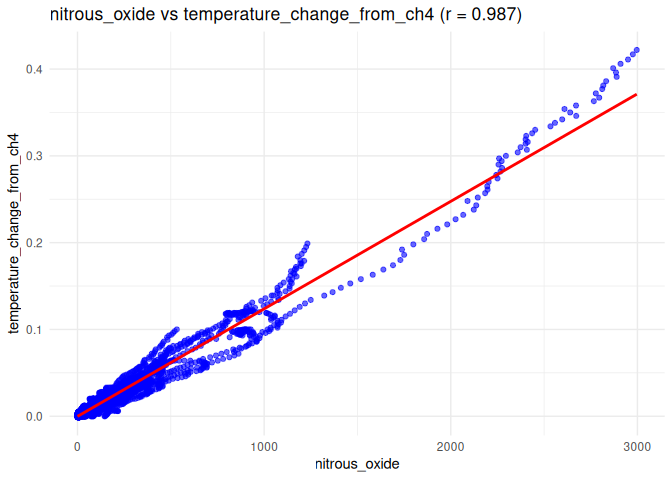 nitrous_oxide vs temperature_change_from_ch4 (r = 0.987)
temperature_change_from_ch4
0.4
0.3
0.2
0.1
0.0
0 1000 2000 3000
nitrous_oxide